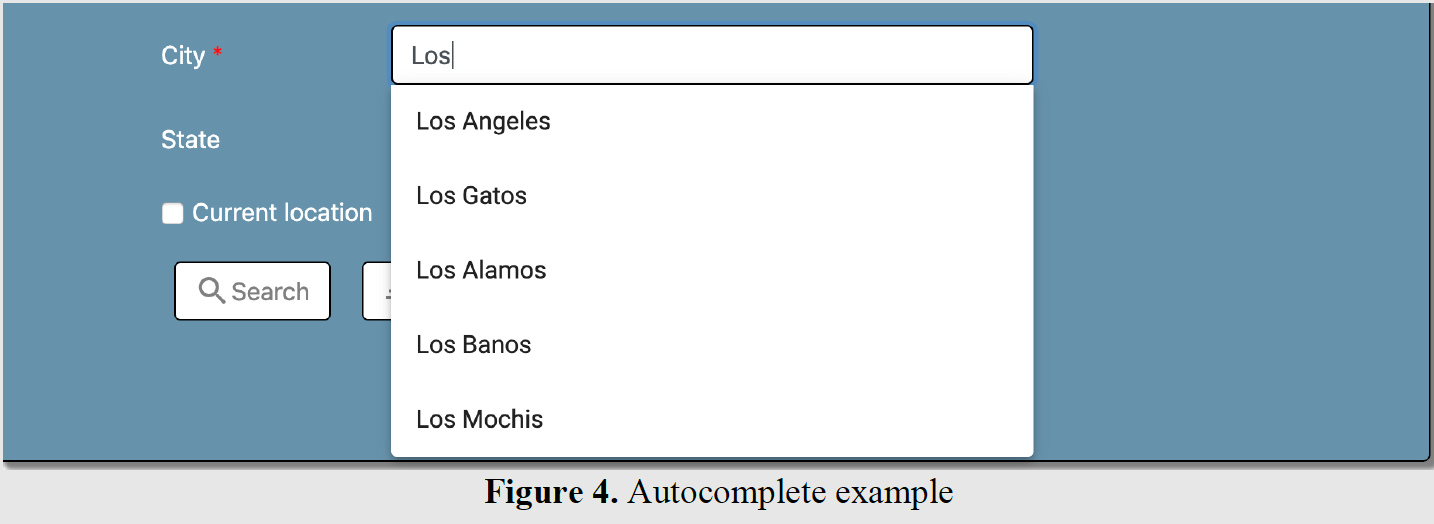 City *
Los
Los Angeles
State
Los Gatos
Current location
Los Alamos
Search
Los Banos
Los Mochis
Figure 4. Autocomplete example